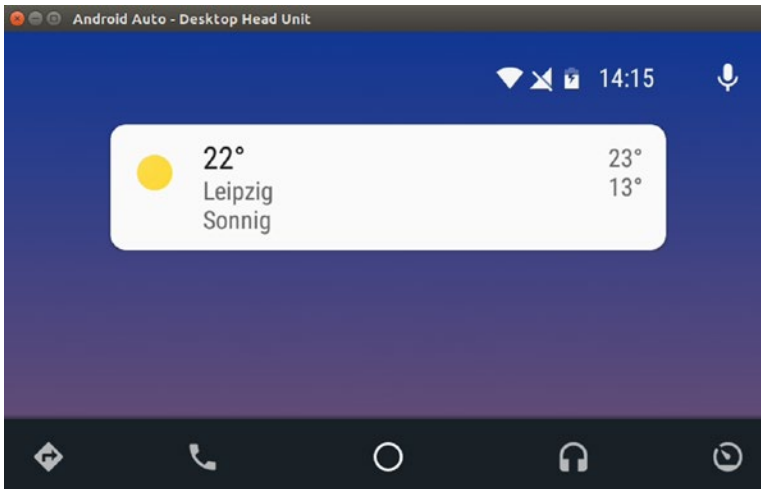 Android Auto - Desktop Head Unit
14:15
22°
23°
Leipzig
13°
Sonnig